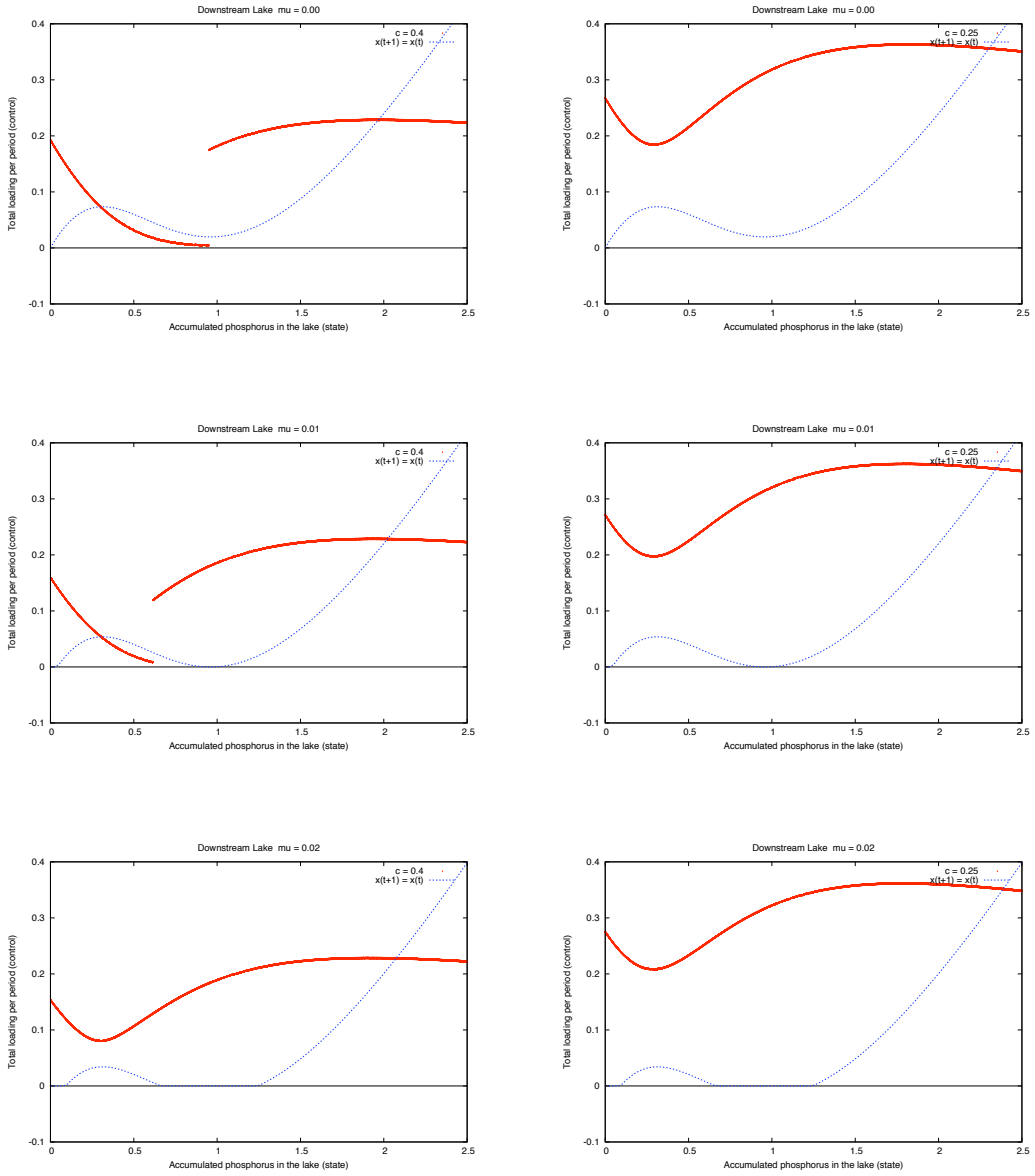 Downstream Lake mu = 0.00
c = 0.4
x(t+1) = x(t)
0.4
0.3
0.2
0.1
0
-0.1
Total loading per period (control)
0 0.5 1 1.5 2 2.5
Accumulated phosphorus in the lake (state)
Downstream Lake mu = 0.00
c = 0.25
x(t+1) = x(t)
0.4
0.3
0.2
0.1
0
-0.1
Total loading per period (control)
0 0.5 1 1.5 2 2.5
Accumulated phosphorus in the lake (state)
Downstream Lake mu = 0.01
c = 0.4
x(t+1) = x(t)
0.4
0.3
0.2
0.1
0
-0.1
Total loading per period (control)
0 0.5 1 1.5 2 2.5
Accumulated phosphorus in the lake (state)
Downstream Lake mu = 0.01
c = 0.25
x(t+1) = x(t)
0.4
0.3
0.2
0.1
0
-0.1
Total loading per period (control)
0 0.5 1 1.5 2 2.5
Accumulated phosphorus in the lake (state)
Downstream Lake mu = 0.02
c = 0.4
x(t+1) = x(t)
0.4
0.3
0.2
0.1
0
-0.1
Total loading per period (control)
0 0.5 1 1.5 2 2.5
Accumulated phosphorus in the lake (state)
Downstream Lake mu = 0.02
c = 0.25
x(t+1) = x(t)
0.4
0.3
0.2
0.1
0
-0.1
Total loading per period (control)
0 0.5 1 1.5 2 2.5
Accumulated phosphorus in the lake (state)